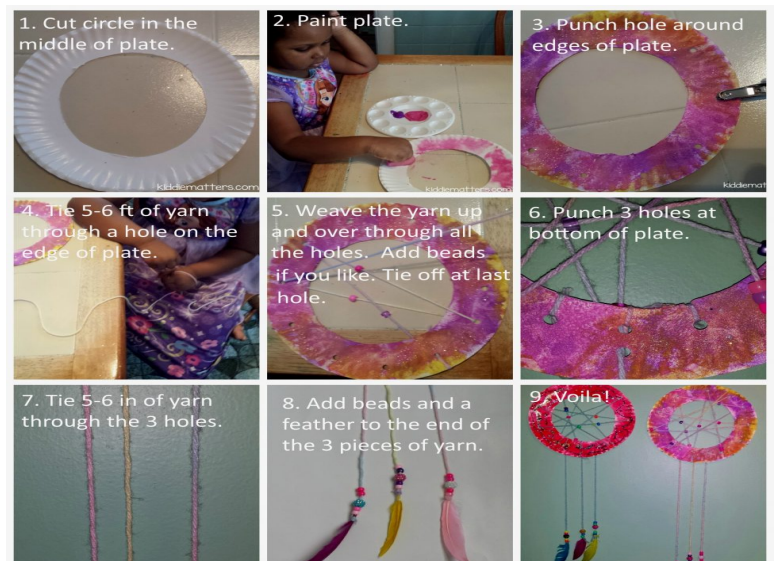 1. Cut circle in the
middle of plate.
kiddiematters.com
2. Paint plate.
kiddiematters.com
3. Punch hole around
edges of plate.
kiddiemat
4. Tie 5-6 ft of yarn
through a hole on the
edge of plate.
5. Weave the yarn up
and over through all
the holes. Add beads
if you like. Tie off at last
hole.
6. Punch 3 holes at
bottom of plate.
7. Tie 5-6 in of yarn
through the 3 holes.
8. Add beads and a
feather to the end of
the 3 pieces of yarn.
9. Voila!